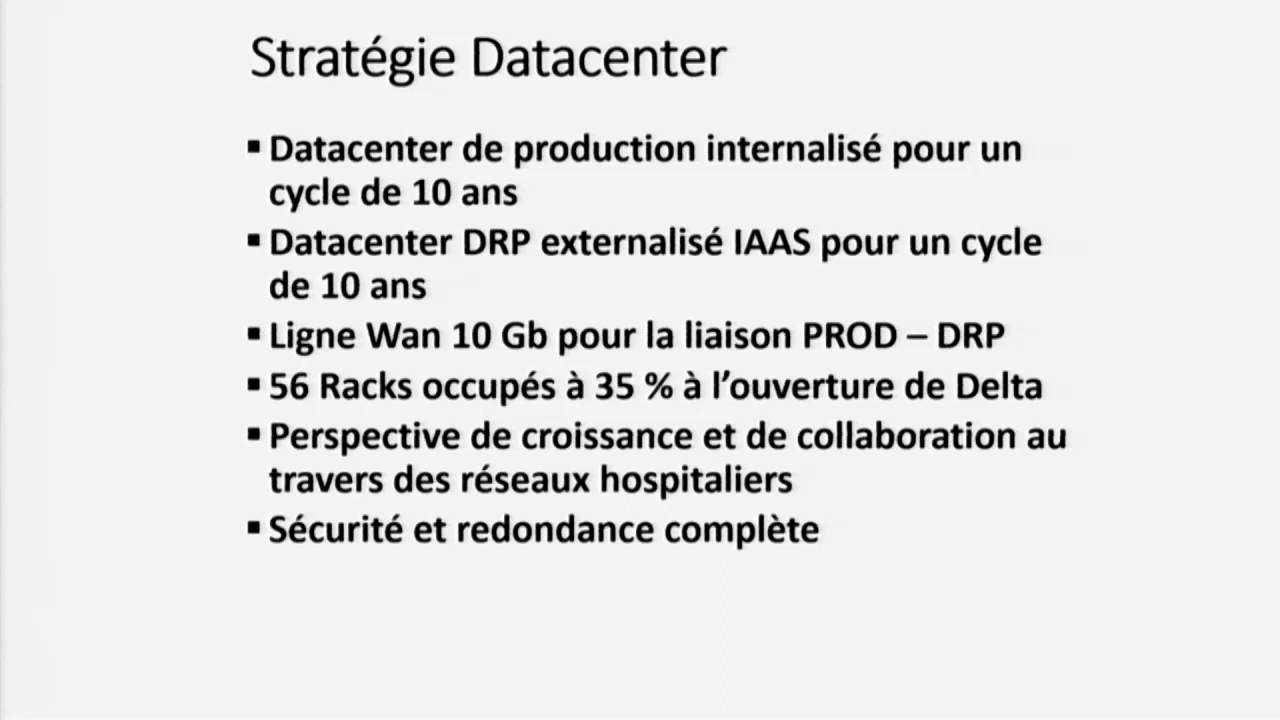 Stratégie Datacenter
▪ Datacenter de production internalisé pour un
cycle de 10 ans
▪ Datacenter DRP externalisé IAAS pour un cycle
de 10 ans
▪ Ligne Wan 10 Gb pour la liaison PROD – DRP
▪ 56 Racks occupés à 35 % à l’ouverture de Delta
▪ Perspective de croissance et de collaboration au
travers des réseaux hospitaliers
▪ Sécurité et redondance complète